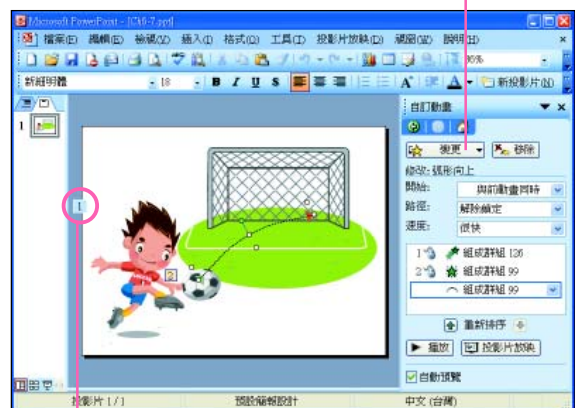 Microsoft PowerPoint - [Ch9-7.ppt]
檔案(F) 編輯(E) 檢視(V) 插入(I) 格式(O) 工具(T) 投影片放映(D) 視窗(W) 說明(H)
新細明體 18 B I U S A A 新投影片(N)
自訂動畫
變更 移除
修改: 弧形向上
開始: 與前動畫同時
路徑: 解除鎖定
速度: 很快
1 組成群組 126
2 組成群組 99
組成群組 99
重新排序
播放 投影片放映
自動預覽
1
1
2
投影片 1 / 1 預設簡報設計 中文 (台灣)